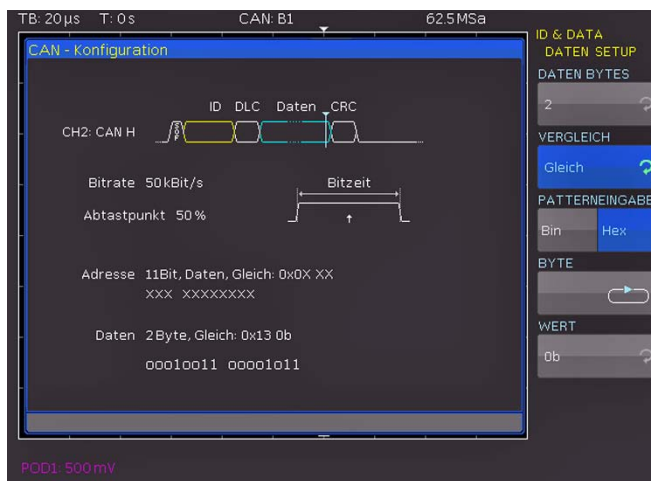 TB: 20µs T: 0s CAN: B1 62.5MSa
ID & DATA
DATEN SETUP
CAN - Konfiguration
DATEN BYTES
2
ID DLC Daten CRC
CH2: CAN H
VERGLEICH
Gleich
Bitrate 50kBit/s
Bitzeit
Abtastpunkt 50%
PATTERNEINGABE
Bin Hex
BYTE
Adresse 11Bit, Daten, Gleich: 0x0X XX
XXX XXXXXXXX
Daten 2Byte, Gleich: 0x13 0b
00010011 00001011
WERT
0b
POD1: 500mV